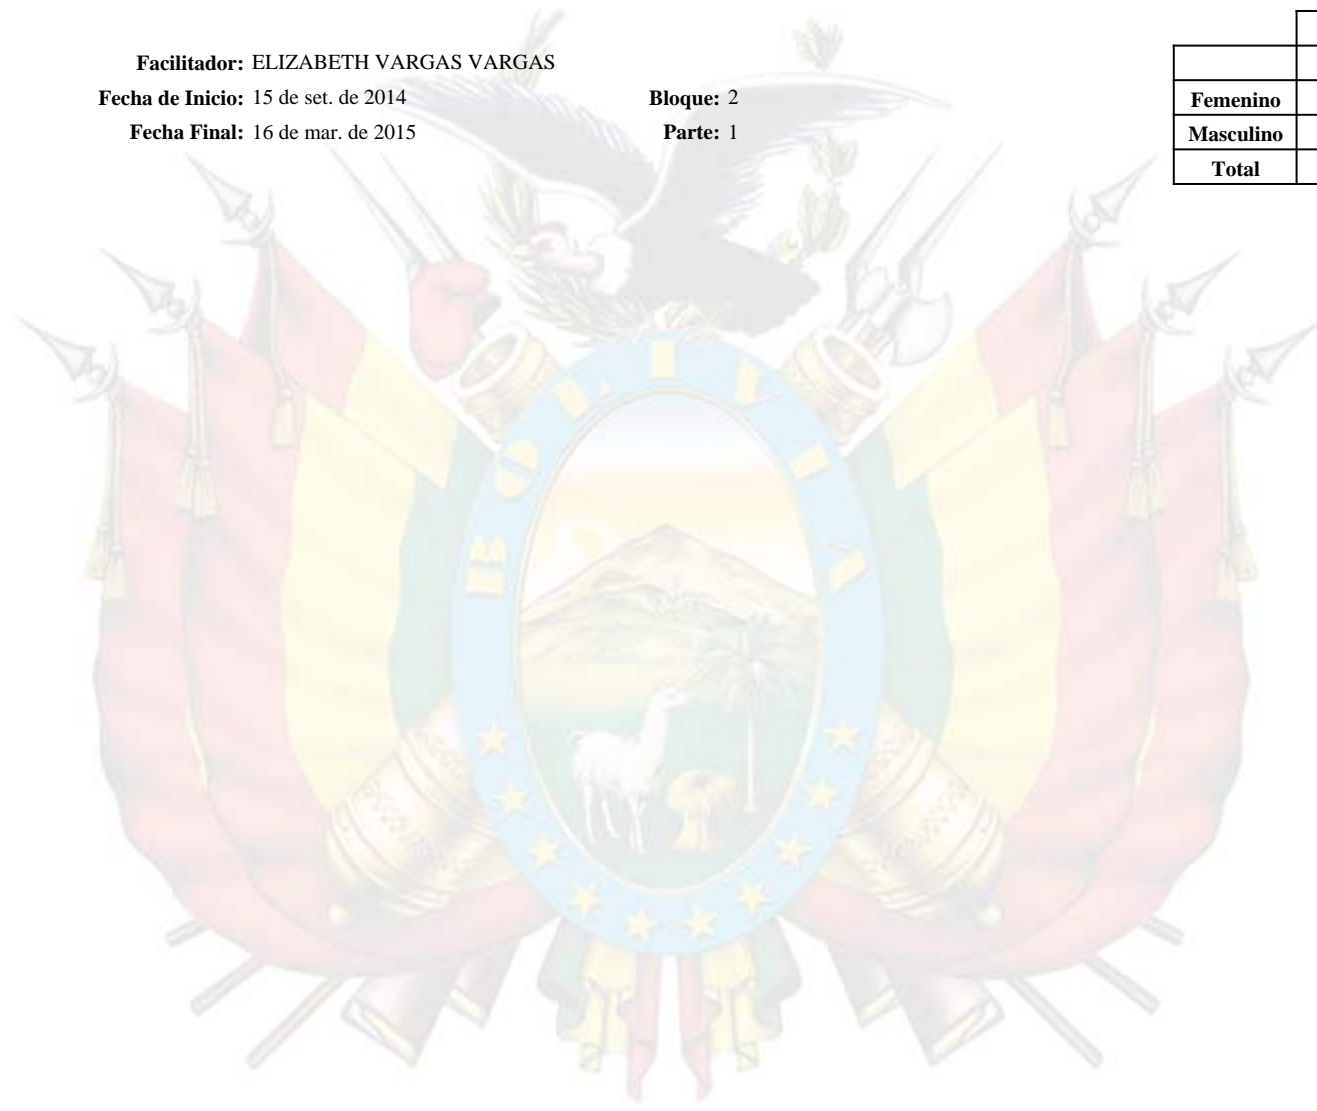 Facilitador: ELIZABETH VARGAS VARGAS
Fecha de Inicio: 15 de set. de 2014 Bloque: 2
Fecha Final: 16 de mar. de 2015 Parte: 1
Femenino
Masculino
Total
BOLIVIA